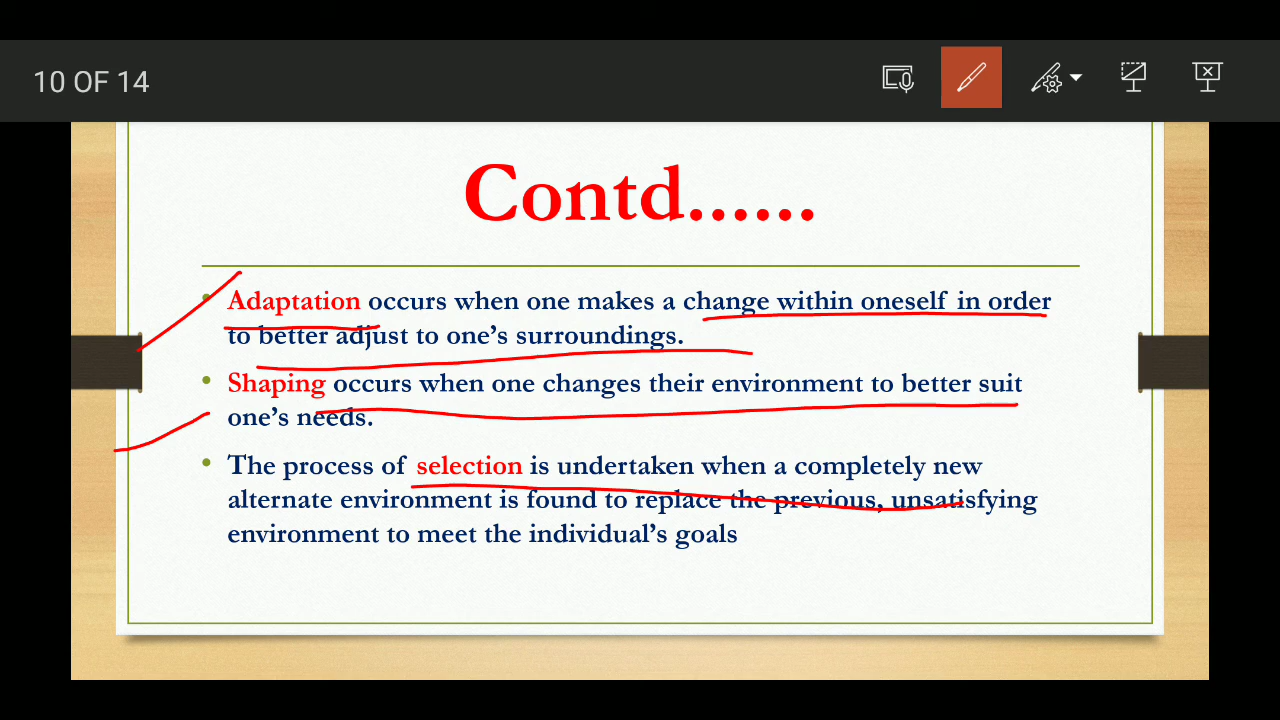 10 OF 14
Contd......
• Adaptation occurs when one makes a change within oneself in order
to better adjust to one’s surroundings.
• Shaping occurs when one changes their environment to better suit
one’s needs.
• The process of selection is undertaken when a completely new
alternate environment is found to replace the previous, unsatisfying
environment to meet the individual’s goals